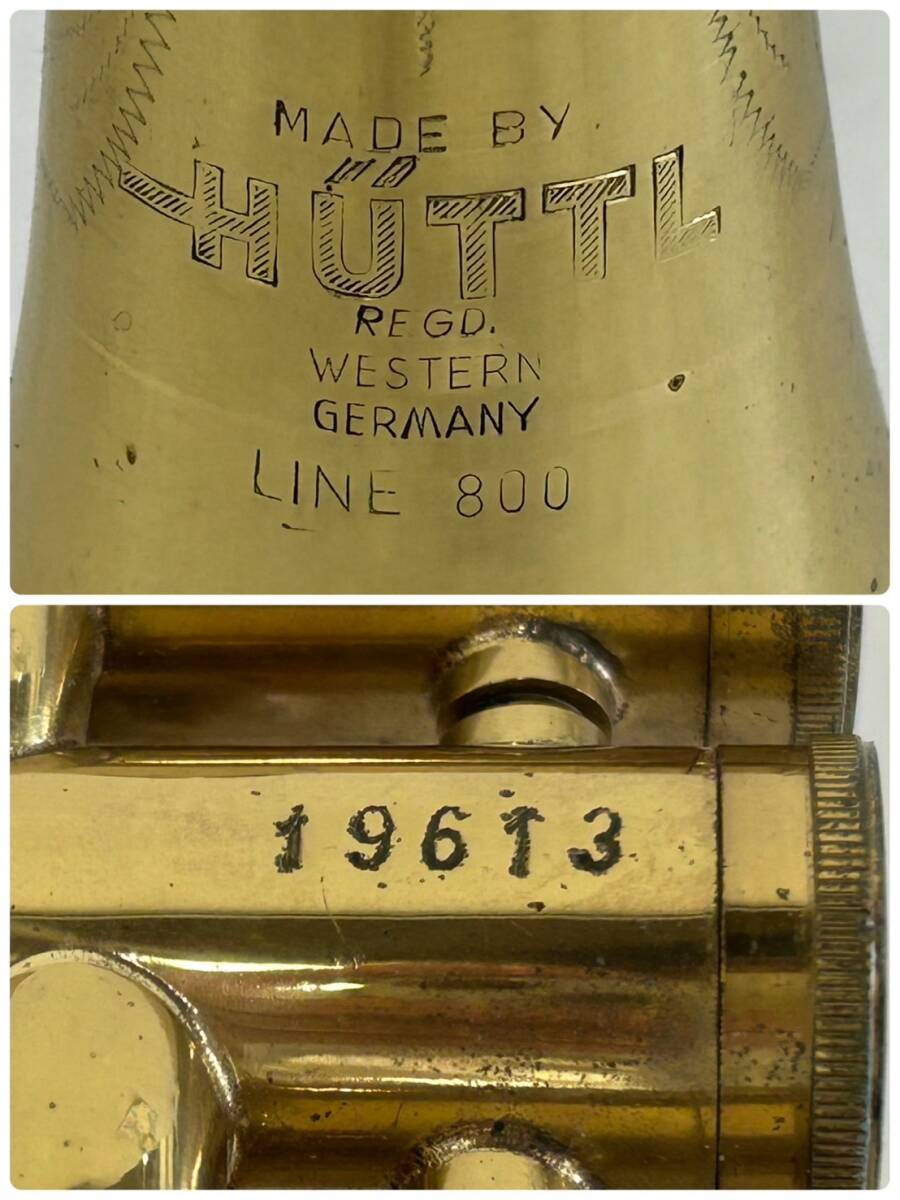 MADE BY
HÜTTL
REGD.
WESTERN
GERMANY
LINE 800
19613